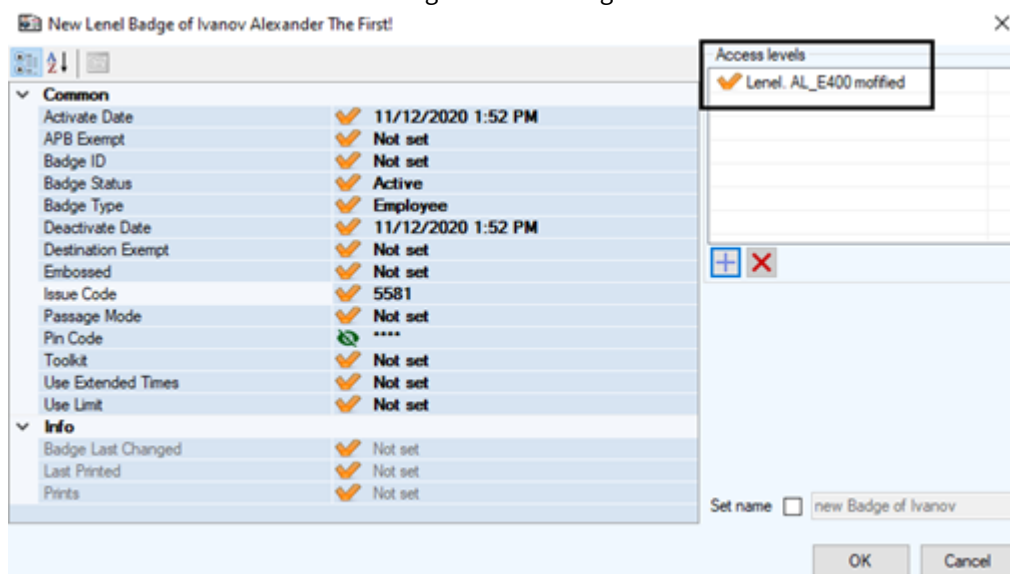 New Lenel Badge of Ivanov Alexander The First!
Common
Activate Date 11/12/2020 1:52 PM
APB Exempt Not set
Badge ID Not set
Badge Status Active
Badge Type Employee
Deactivate Date 11/12/2020 1:52 PM
Destination Exempt Not set
Embossed Not set
Issue Code 5581
Passage Mode Not set
Pin Code ****
Toolkit Not set
Use Extended Times Not set
Use Limit Not set
Info
Badge Last Changed Not set
Last Printed Not set
Prints Not set
Access levels
Lenel. AL_E400 moffied
Set name new Badge of Ivanov
OK Cancel